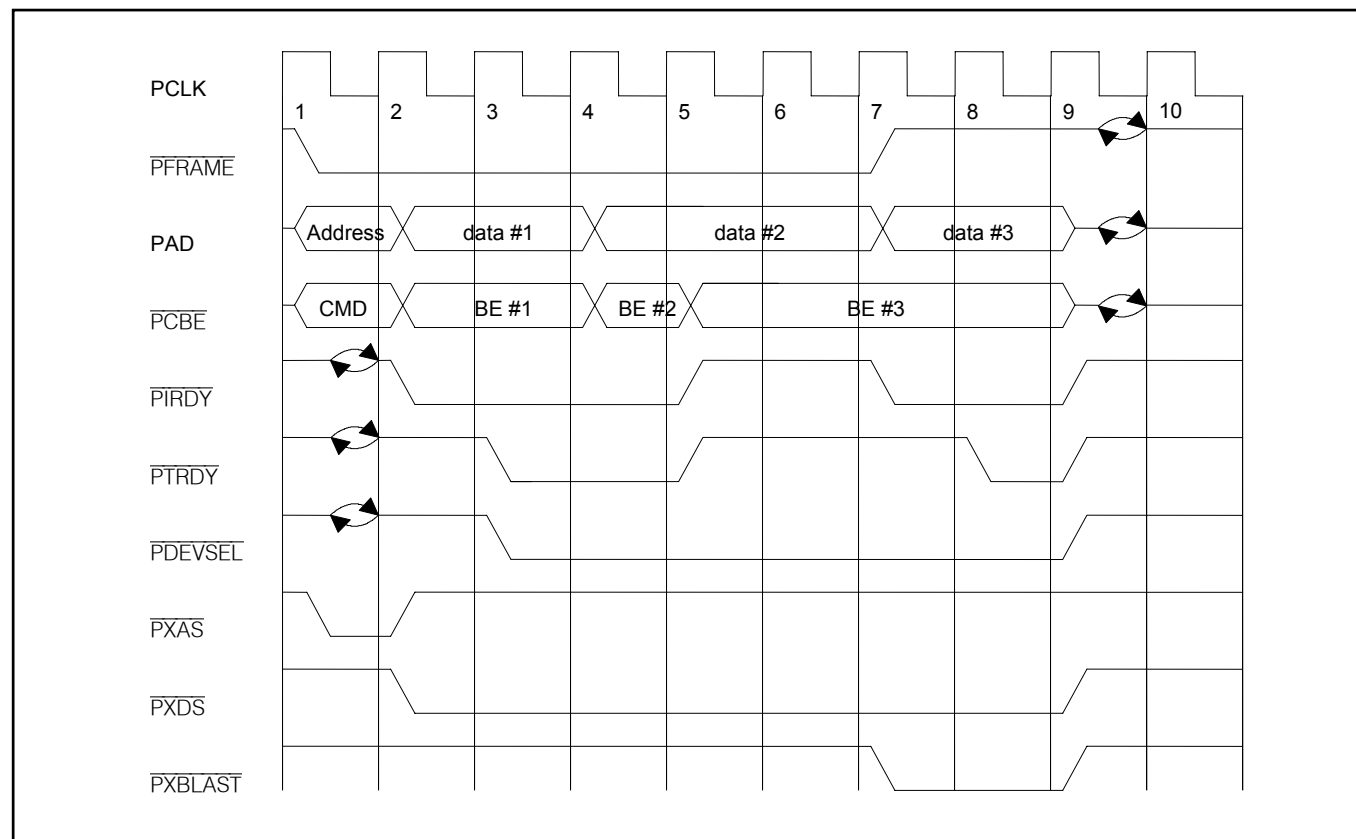 PCLK
1 2 3 4 5 6 7 8 9 10
PFRAME
PAD Address data #1 data #2 data #3
PCBE CMD BE #1 BE #2 BE #3
PIRDY
PTRDY
PDEVSEL
PXAS
PXDS
PXBLAST